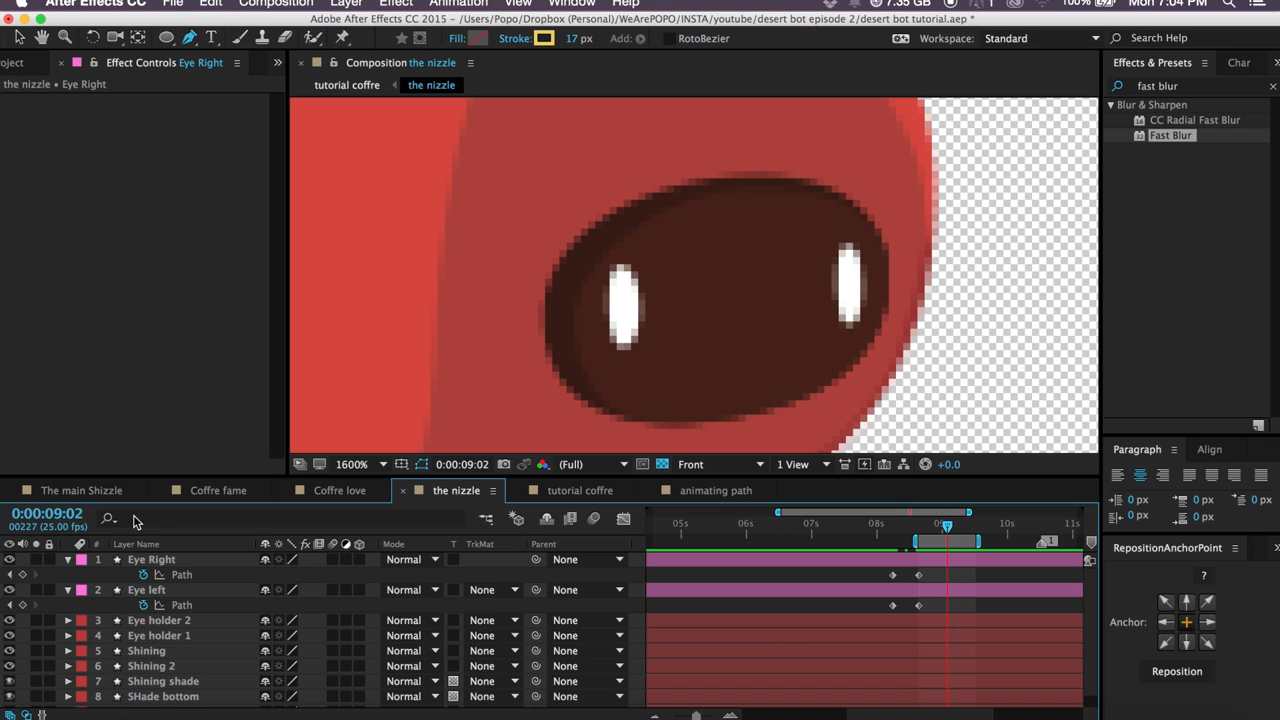 After Effects CC File Edit Composition Layer Effect Animation View Window Help 7.35 GB 1 100% Mon 7:04 PM
Adobe After Effects CC 2015 - /Users/Popo/Dropbox (Personal)/WeArePOPO/INSTA/youtube/desert bot episode 2/desert bot tutorial.aep *
Fill: Stroke: 17 px Add: RotoBezier Workspace: Standard Search Help
roject × Effect Controls Eye Right Composition the nizzle Effects & Presets Char
the nizzle • Eye Right tutorial coffre the nizzle fast blur
Blur & Sharpen
CC Radial Fast Blur
Fast Blur
1600% 0:00:09:02 (Full) Front 1 View +0.0
Paragraph Align
The main Shizzle Coffre fame Coffre love × the nizzle tutorial coffre animating path
0 px 0 px 0 px
0 px 0 px
0:00:09:02
00227 (25.00 fps)
05s 06s 07s 08s 09s 10s 11s
1
# Layer Name fx Mode T TrkMat Parent
RepositionAnchorPoint
1 Eye Right Normal None
Path
?
2 Eye left Normal None None
Path
3 Eye holder 2 Normal None None
Anchor:
4 Eye holder 1 Normal None None
5 Shining Normal None None
6 Shining 2 Normal None None
Reposition
7 Shining shade Normal None None
8 SHade bottom Normal None None